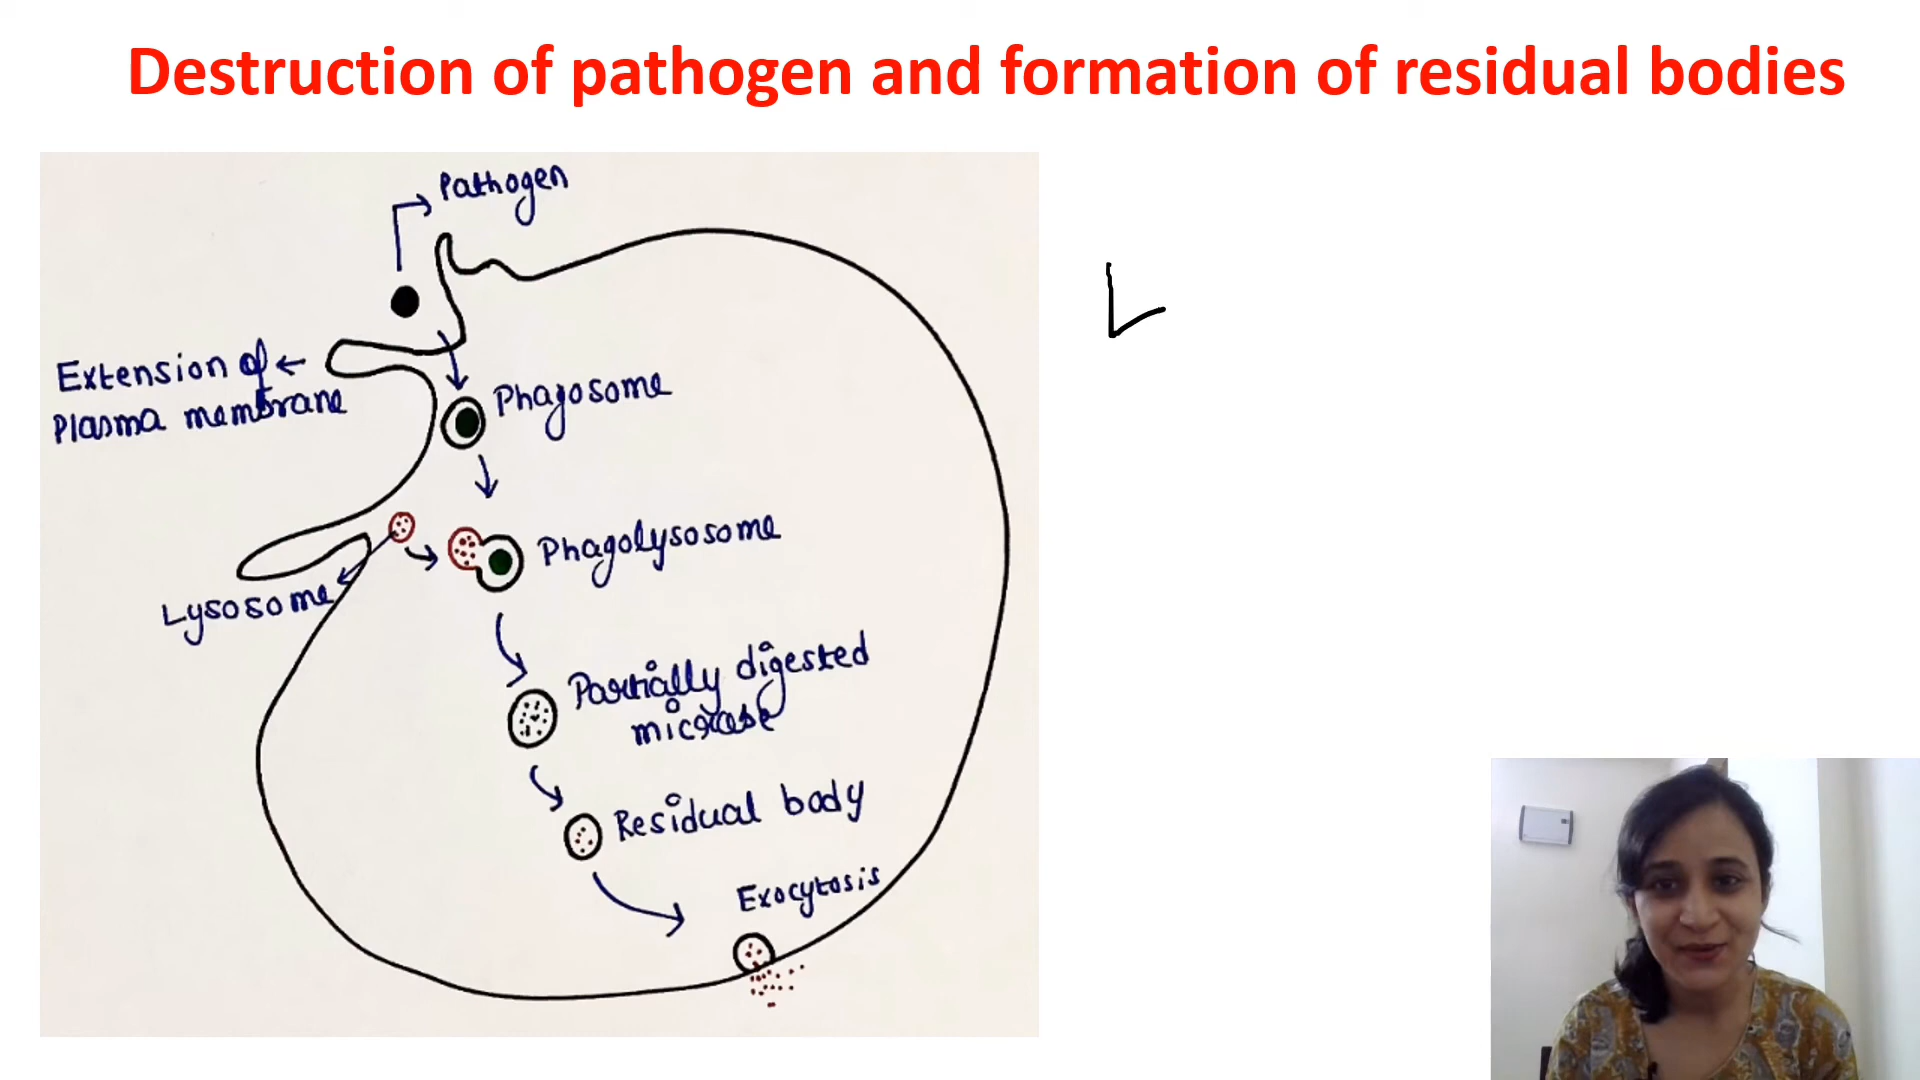 Destruction of pathogen and formation of residual bodies
Pathogen
Extension of
Plasma membrane
Phagosome
Phagolysosome
Lysosome
Partially digested
microbe
Residual body
Exocytosis
L